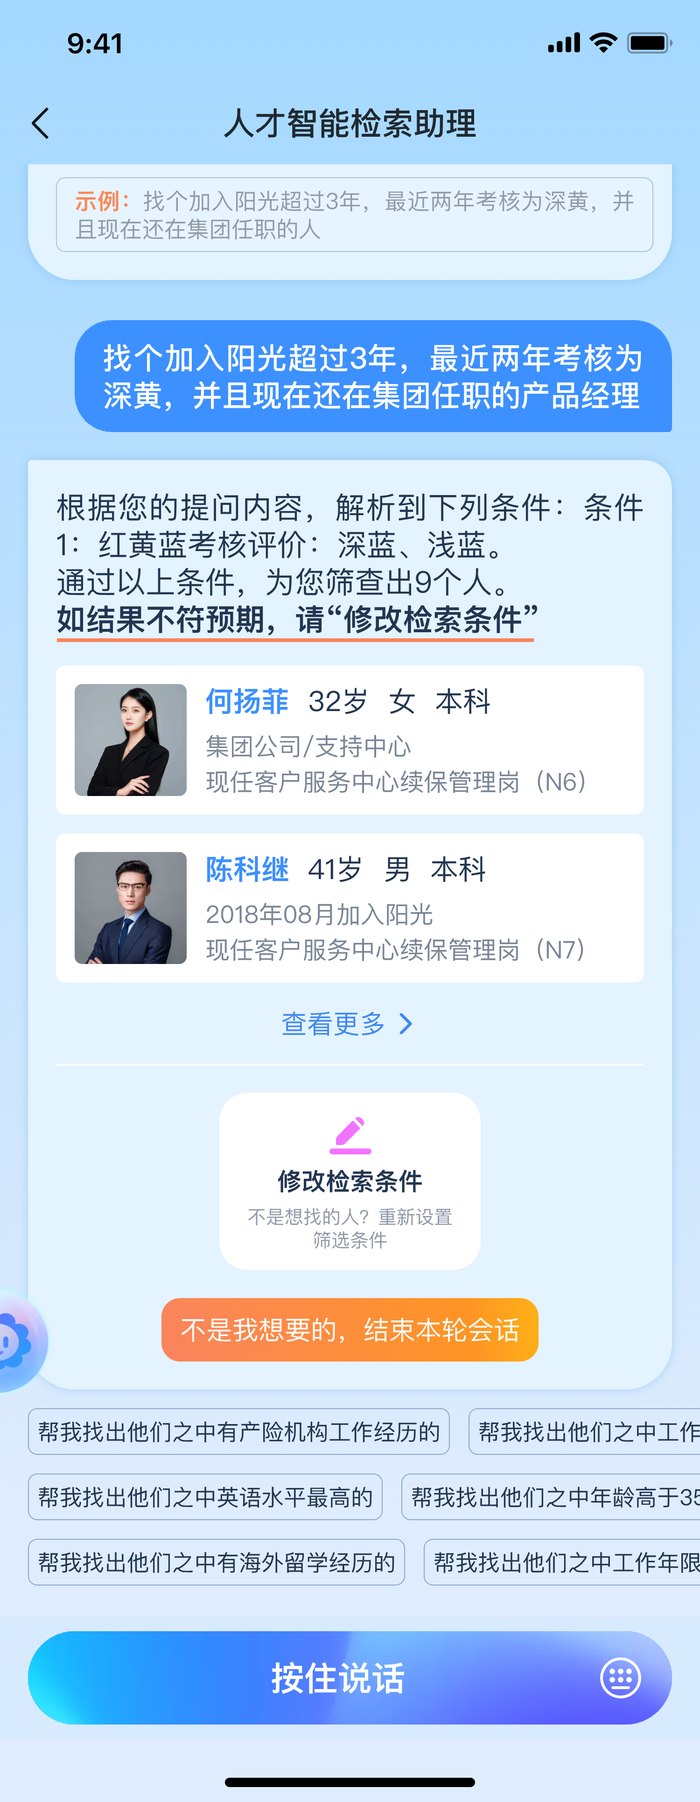 9:41
人才智能检索助理
示例：找个加入阳光超过3年，最近两年考核为深黄，并
且现在还在集团任职的人
找个加入阳光超过3年，最近两年考核为
深黄，并且现在还在集团任职的产品经理
根据您的提问内容，解析到下列条件：条件
1：红黄蓝考核评价：深蓝、浅蓝。
通过以上条件，为您筛查出9个人。
如结果不符预期，请“修改检索条件”
何扬菲 32岁 女 本科
集团公司/支持中心
现任客户服务中心续保管理岗（N6）
陈科继 41岁 男 本科
2018年08月加入阳光
现任客户服务中心续保管理岗（N7）
查看更多
修改检索条件
不是想找的人？重新设置
筛选条件
不是我想要的，结束本轮会话
帮我找出他们之中有产险机构工作经历的
帮我找出他们之中工作
帮我找出他们之中英语水平最高的
帮我找出他们之中年龄高于35
帮我找出他们之中有海外留学经历的
帮我找出他们之中工作年限
按住说话